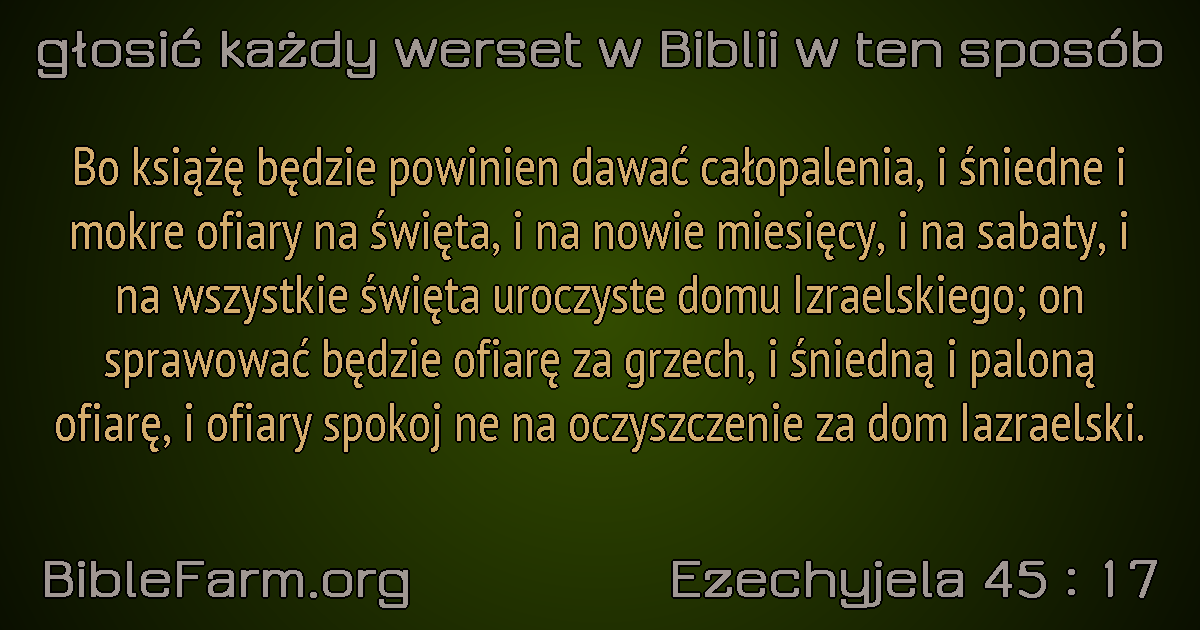 głosić każdy werset w Biblii w ten sposób
Bo książę będzie powinien dawać całopalenia, i śniedne i
mokre ofiary na święta, i na nowie miesięcy, i na sabaty, i
na wszystkie święta uroczyste domu Izraelskiego; on
sprawować będzie ofiarę za grzech, i śniedną i paloną
ofiarę, i ofiary spokoj ne na oczyszczenie za dom Iazraelski.
BibleFarm.org
Ezechyjela 45 : 17